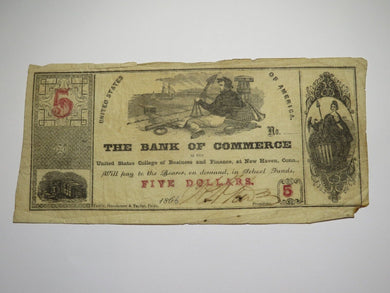 5
UNITED STATES
OF AMERICA.
No.
THE BANK OF COMMERCE
United States College of Business and Finance, at New Haven, Conn.,
Will pay to the Bearer, on demand, in School Funds,
FIVE DOLLARS.
5
186